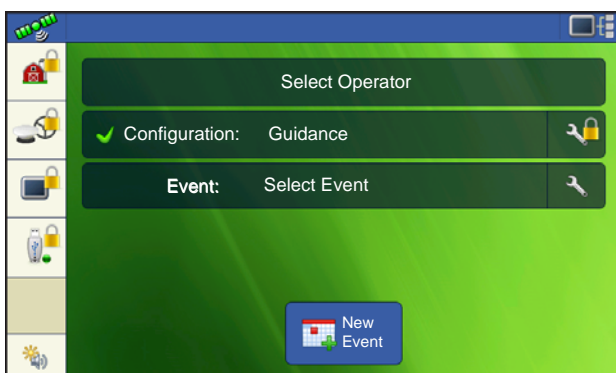 Select Operator
Configuration: Guidance
Event: Select Event
New
Event